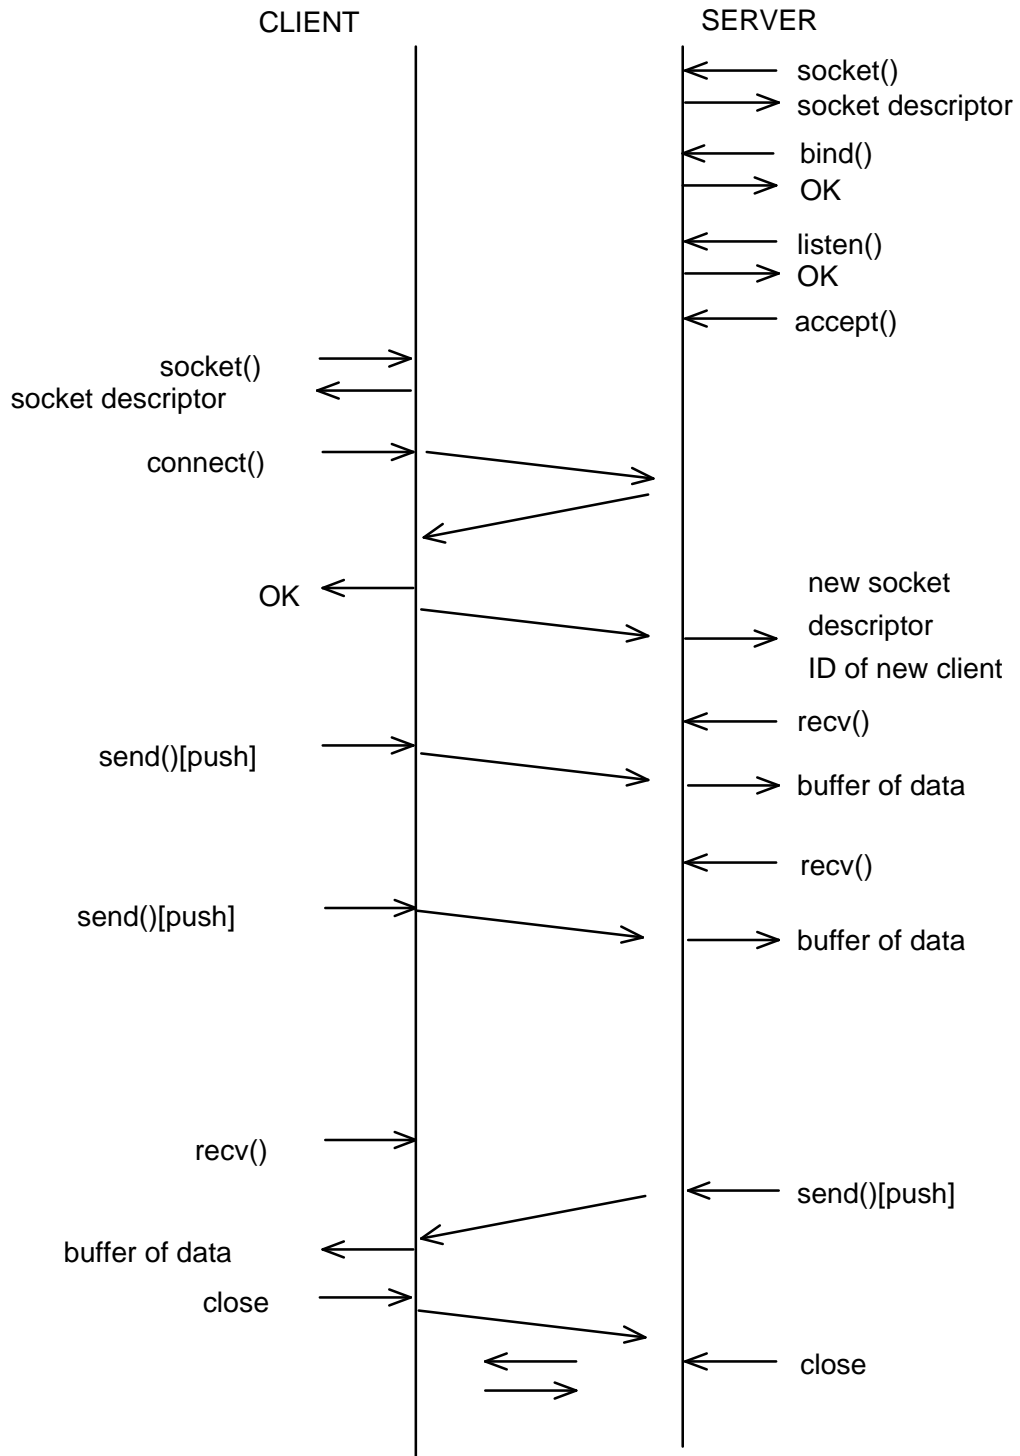 CLIENT
SERVER
socket()
socket descriptor
bind()
OK
listen()
OK
accept()
socket()
socket descriptor
connect()
OK
new socket
descriptor
ID of new client
recv()
send()[push]
buffer of data
recv()
send()[push]
buffer of data
recv()
send()[push]
buffer of data
close
close